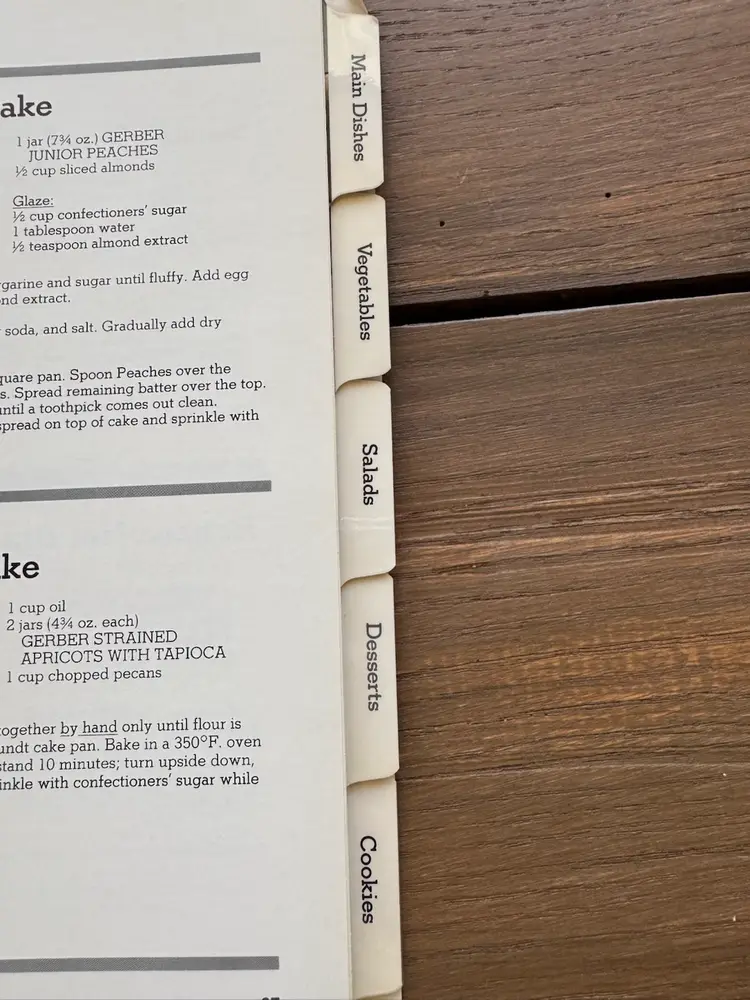 ake
1 jar (7¾ oz.) GERBER
JUNIOR PEACHES
½ cup sliced almonds
Glaze:
½ cup confectioners’ sugar
1 tablespoon water
½ teaspoon almond extract
rgarine and sugar until fluffy. Add egg
nd extract.
soda, and salt. Gradually add dry
quare pan. Spoon Peaches over the
s. Spread remaining batter over the top.
until a toothpick comes out clean.
spread on top of cake and sprinkle with
ke
1 cup oil
2 jars (4¾ oz. each)
GERBER STRAINED
APRICOTS WITH TAPIOCA
1 cup chopped pecans
ogether by hand only until flour is
undt cake pan. Bake in a 350°F. oven
stand 10 minutes; turn upside down,
inkle with confectioners’ sugar while
Main Dishes
Vegetables
Salads
Desserts
Cookies